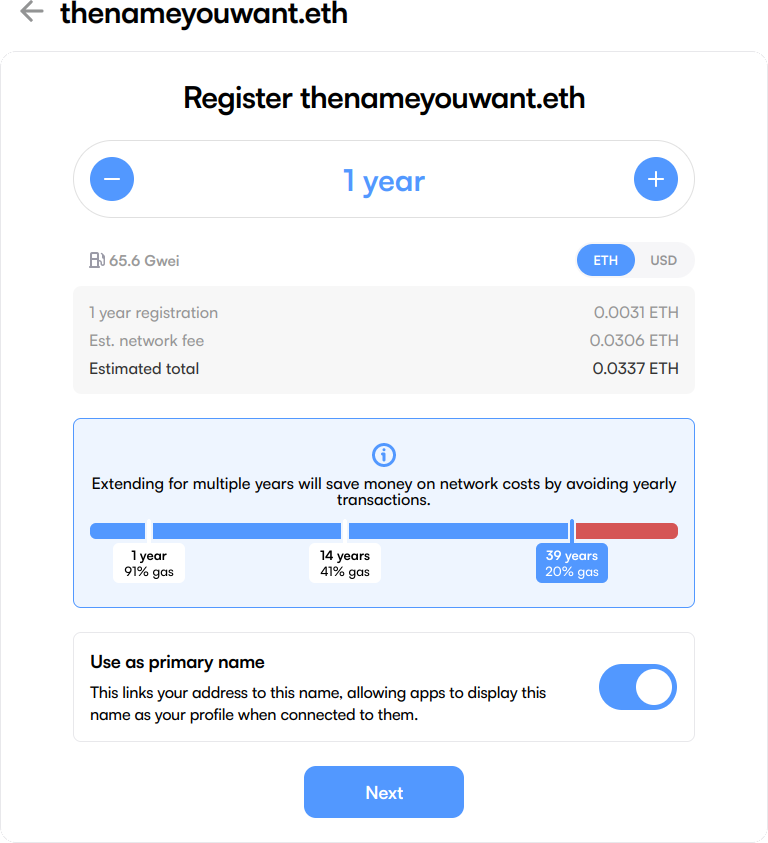 thenameyouwant.eth
Register thenameyouwant.eth
1 year
65.6 Gwei
ETH USD
1 year registration 0.0031 ETH
Est. network fee 0.0306 ETH
Estimated total 0.0337 ETH
Extending for multiple years will save money on network costs by avoiding yearly
transactions.
1 year 14 years 39 years
91% gas 41% gas 20% gas
Use as primary name
This links your address to this name, allowing apps to display this
name as your profile when connected to them.
Next